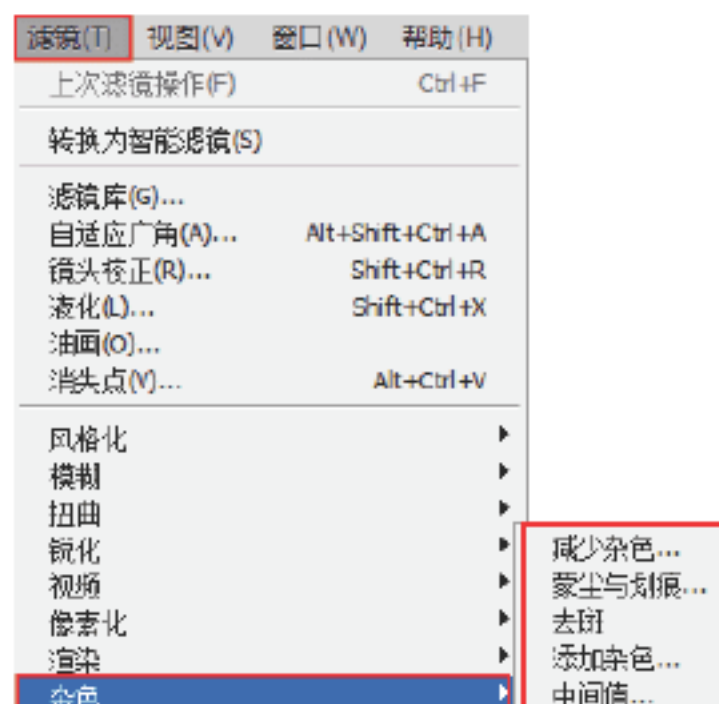 滤镜(T) 视图(V) 窗口(W) 帮助(H)
上次滤镜操作(F) Ctrl+F
转换为智能滤镜(S)
滤镜库(G)...
自适应广角(A)... Alt+Shift+Ctrl+A
镜头校正(R)... Shift+Ctrl+R
液化(L)... Shift+Ctrl+X
油画(O)...
消失点(V)... Alt+Ctrl+V
风格化
模糊
扭曲
锐化
视频
像素化
渲染
杂色
减少杂色...
蒙尘与划痕...
去斑
添加杂色...
中间值...